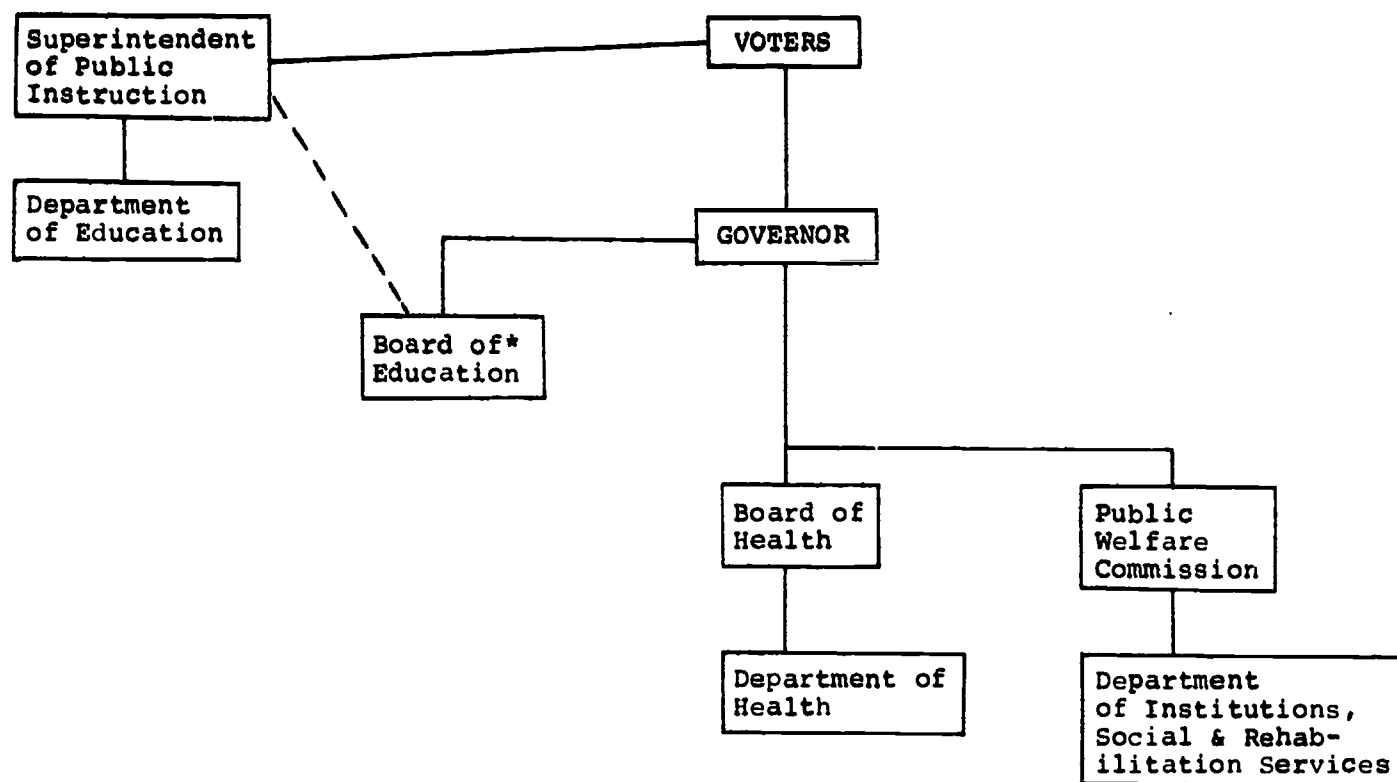 Superintendent
of Public
Instruction
VOTERS
Department
of Education
GOVERNOR
Board of*
Education
Board of
Health
Public
Welfare
Commission
Department of
Health
Department
of Institutions,
Social & Rehab-
ilitation Services